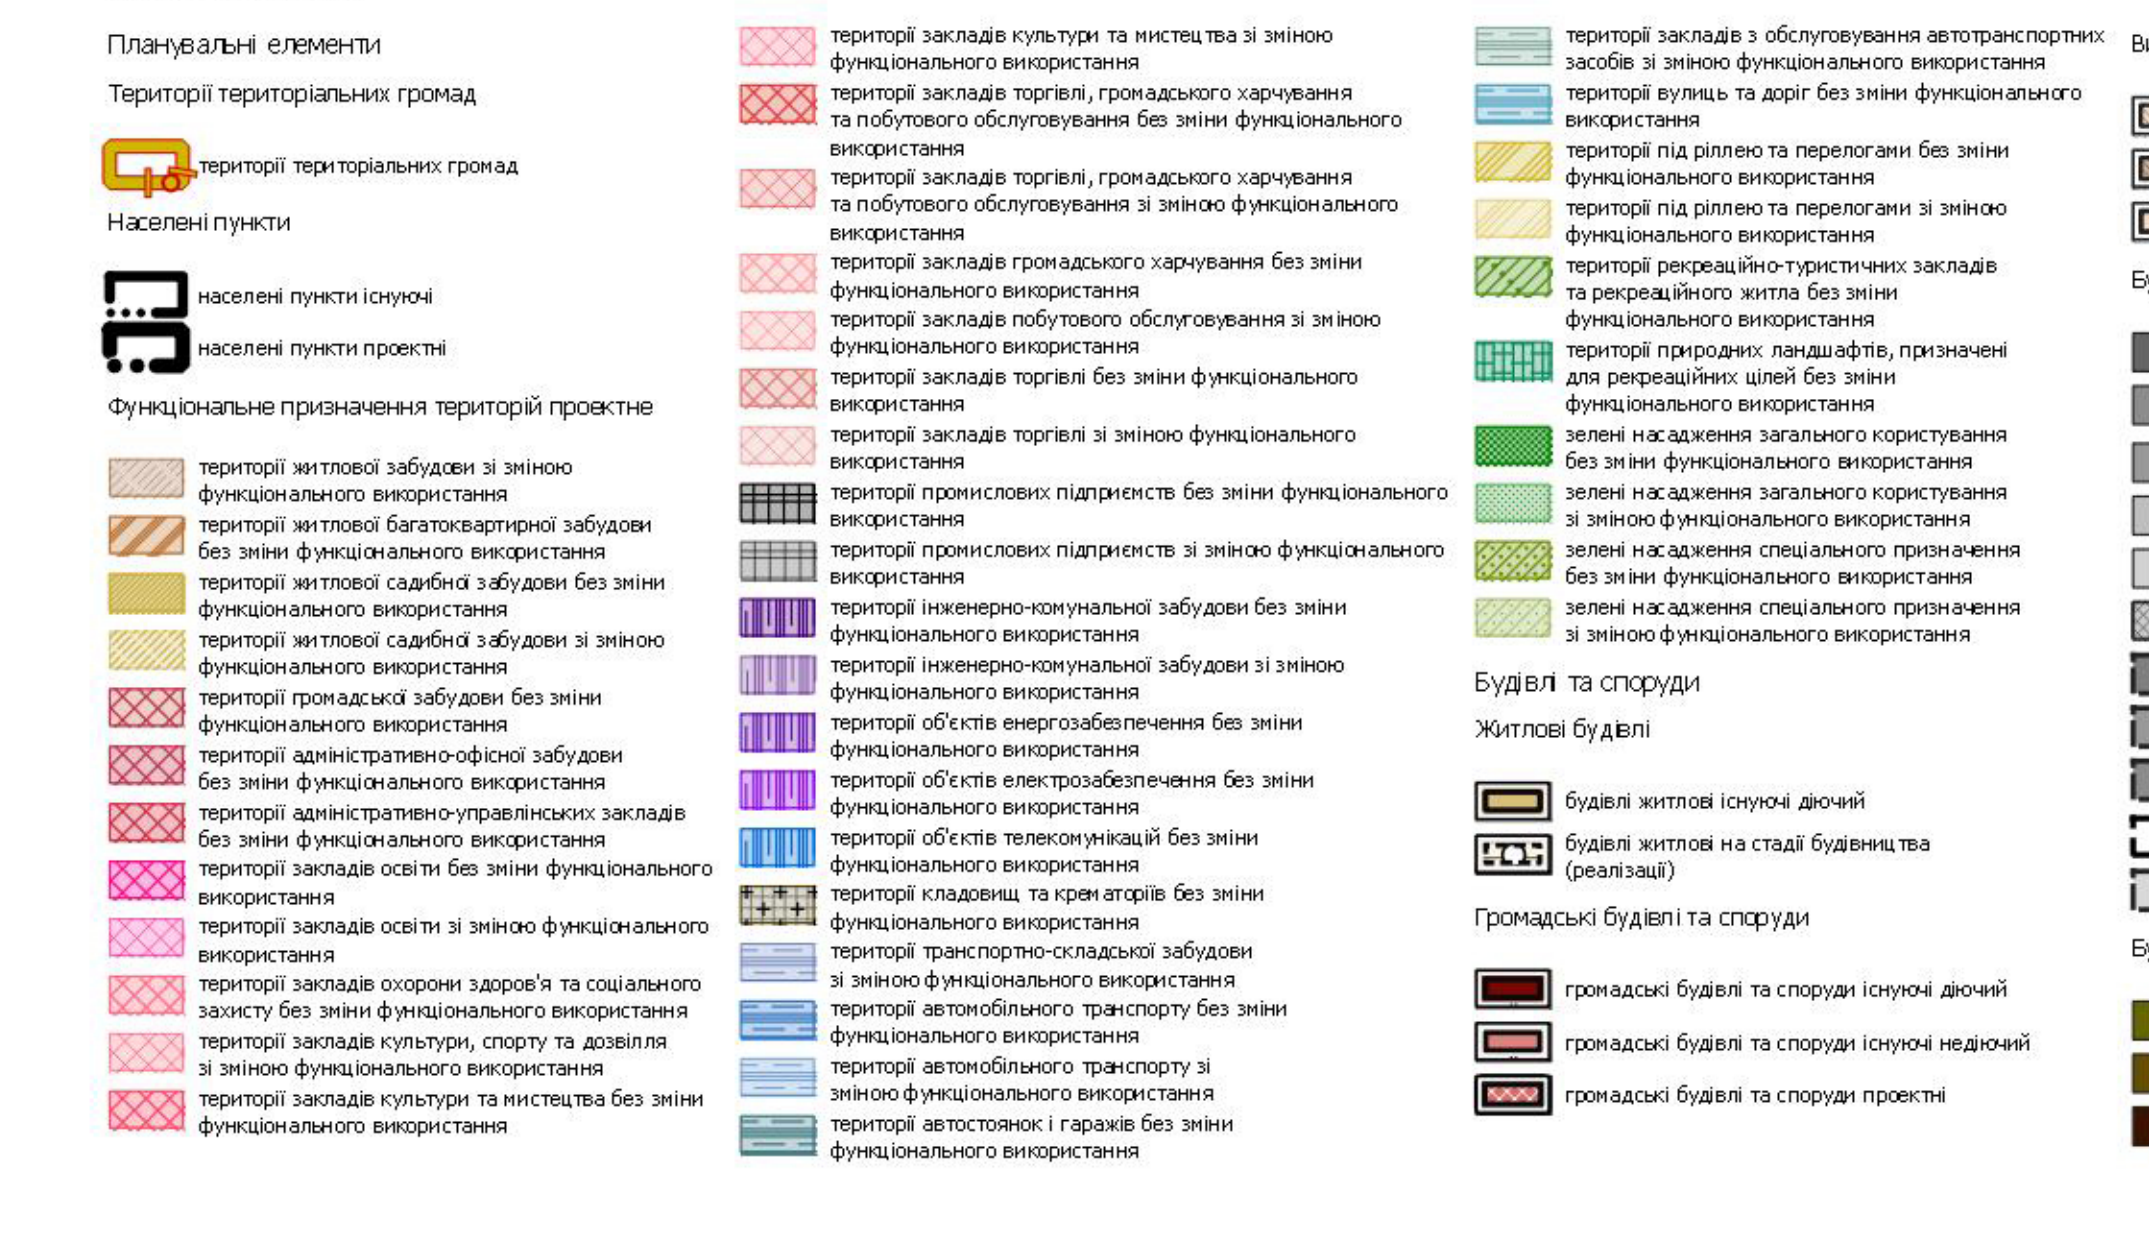 Планувальні елементи
Території територіальних громад
території територіальних громад
Населені пункти
населені пункти існуючі
населені пункти проектні
Функціональне призначення територій проектне
території житлової забудови зі зміною
функціонального використання
території житлової багатоквартирної забудови
без зміни функціонального використання
території житлової садибної забудови без зміни
функціонального використання
території житлової садибної забудови зі зміною
функціонального використання
території громадської забудови без зміни
функціонального використання
території адміністративно-офісної забудови
без зміни функціонального використання
території адміністративно-управлінських закладів
без зміни функціонального використання
території закладів освіти без зміни функціонального
використання
території закладів освіти зі зміною функціонального
використання
території закладів охорони здоров'я та соціального
захисту без зміни функціонального використання
території закладів культури, спорту та дозвілля
зі зміною функціонального використання
території закладів культури та мистецтва без зміни
функціонального використання
території закладів культури та мистецтва зі зміною
функціонального використання
території закладів торгівлі, громадського харчування
та побутового обслуговування без зміни функціонального
використання
території закладів торгівлі, громадського харчування
та побутового обслуговування зі зміною функціонального
використання
території закладів громадського харчування без зміни
функціонального використання
території закладів побутового обслуговування зі зміною
функціонального використання
території закладів торгівлі без зміни функціонального
використання
території закладів торгівлі зі зміною функціонального
використання
території промислових підприємств без зміни функціонального
використання
території промислових підприємств зі зміною функціонального
використання
території інженерно-комунальної забудови без зміни
функціонального використання
території інженерно-комунальної забудови зі зміною
функціонального використання
території об'єктів енергозабезпечення без зміни
функціонального використання
території об'єктів електрозабезпечення без зміни
функціонального використання
території об'єктів телекомунікацій без зміни
функціонального використання
території кладовищ та крематоріїв без зміни
функціонального використання
території транспортно-складської забудови
зі зміною функціонального використання
території автомобільного транспорту без зміни
функціонального використання
території автомобільного транспорту зі
зміною функціонального використання
території автостоянок і гаражів без зміни
функціонального використання
території закладів з обслуговування автотранспортних
засобів зі зміною функціонального використання
території вулиць та доріг без зміни функціонального
використання
території під ріллею та перелогами без зміни
функціонального використання
території під ріллею та перелогами зі зміною
функціонального використання
території рекреаційно-туристичних закладів
та рекреаційного житла без зміни
функціонального використання
території природних ландшафтів, призначені
для рекреаційних цілей без зміни
функціонального використання
зелені насадження загального користування
без зміни функціонального використання
зелені насадження загального користування
зі зміною функціонального використання
зелені насадження спеціального призначення
без зміни функціонального використання
зелені насадження спеціального призначення
зі зміною функціонального використання
Будівлі та споруди
Житлові будівлі
будівлі житлові існуючі діючий
будівлі житлові на стадії будівництва
(реалізації)
Громадські будівлі та споруди
громадські будівлі та споруди існуючі діючий
громадські будівлі та споруди існуючі недіючий
громадські будівлі та споруди проектні